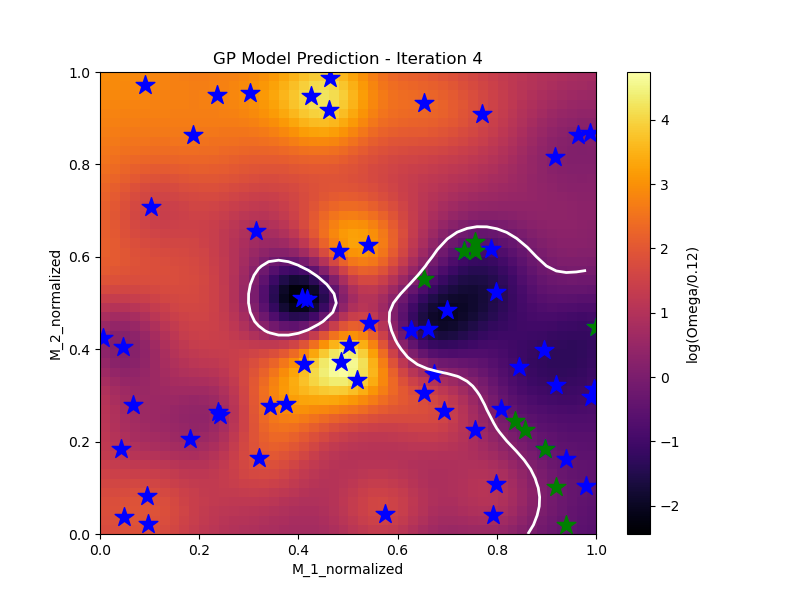 GP Model Prediction - Iteration 4
1.0
0.8
0.6
0.4
0.2
0.0
M_2_normalized
0.0 0.2 0.4 0.6 0.8 1.0
M_1_normalized
4
3
2
1
0
−1
−2
log(Omega/0.12)